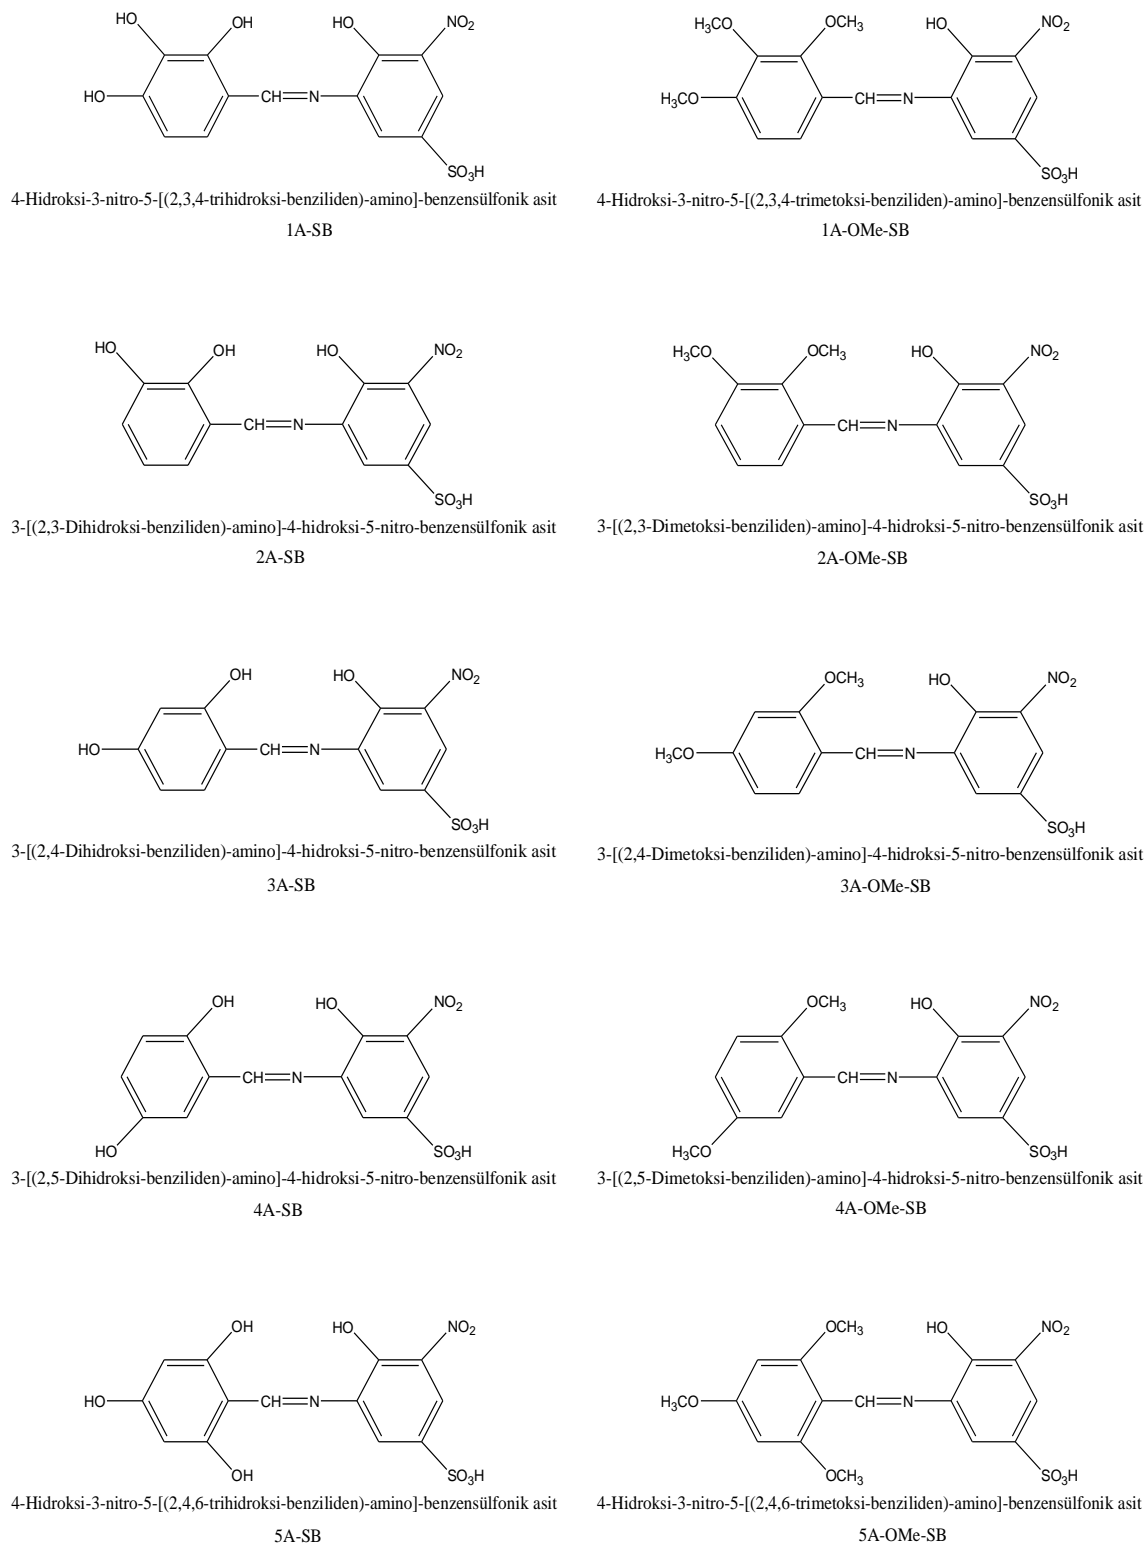 HO OH HO NO2
HO CH N
SO3H
4-Hidroksi-3-nitro-5-[(2,3,4-trihidroksi-benziliden)-amino]-benzensülfonik asit
1A-SB
H3CO OCH3 HO NO2
H3CO CH N
SO3H
4-Hidroksi-3-nitro-5-[(2,3,4-trimetoksi-benziliden)-amino]-benzensülfonik asit
1A-OMe-SB
HO OH HO NO2
CH N
SO3H
3-[(2,3-Dihidroksi-benziliden)-amino]-4-hidroksi-5-nitro-benzensülfonik asit
2A-SB
H3CO OCH3 HO NO2
CH N
SO3H
3-[(2,3-Dimetoksi-benziliden)-amino]-4-hidroksi-5-nitro-benzensülfonik asit
2A-OMe-SB
OH HO NO2
HO CH N
SO3H
3-[(2,4-Dihidroksi-benziliden)-amino]-4-hidroksi-5-nitro-benzensülfonik asit
3A-SB
OCH3 HO NO2
H3CO CH N
SO3H
3-[(2,4-Dimetoksi-benziliden)-amino]-4-hidroksi-5-nitro-benzensülfonik asit
3A-OMe-SB
OH HO NO2
CH N
HO SO3H
3-[(2,5-Dihidroksi-benziliden)-amino]-4-hidroksi-5-nitro-benzensülfonik asit
4A-SB
OCH3 HO NO2
CH N
H3CO SO3H
3-[(2,5-Dimetoksi-benziliden)-amino]-4-hidroksi-5-nitro-benzensülfonik asit
4A-OMe-SB
OH HO NO2
HO CH N
OH SO3H
4-Hidroksi-3-nitro-5-[(2,4,6-trihidroksi-benziliden)-amino]-benzensülfonik asit
5A-SB
OCH3 HO NO2
H3CO CH N
OCH3 SO3H
4-Hidroksi-3-nitro-5-[(2,4,6-trimetoksi-benziliden)-amino]-benzensülfonik asit
5A-OMe-SB